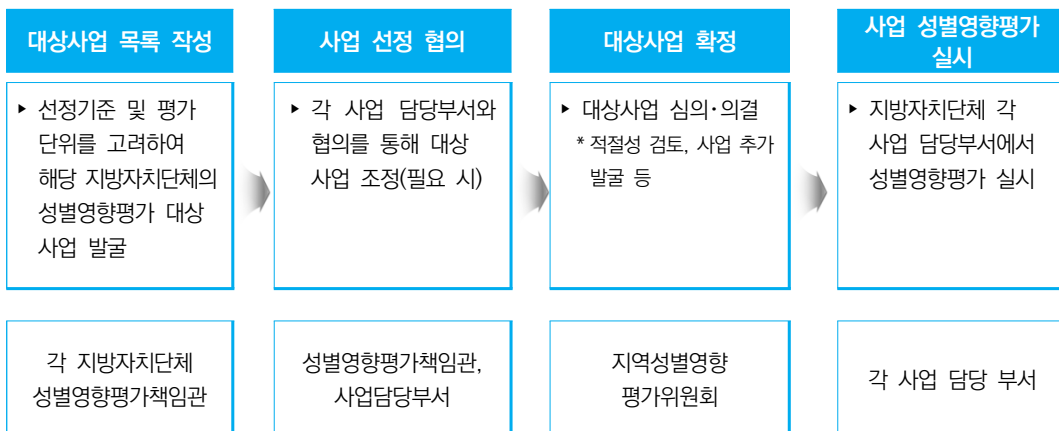 대상사업 목록 작성
▸ 선정기준 및 평가
단위를 고려하여
해당 지방자치단체의
성별영향평가 대상
사업 발굴
각 지방자치단체
성별영향평가책임관
사업 선정 협의
▸ 각 사업 담당부서와
협의를 통해 대상
사업 조정(필요 시)
성별영향평가책임관,
사업담당부서
대상사업 확정
▸ 대상사업 심의･의결
* 적절성 검토, 사업 추가
발굴 등
지역성별영향
평가위원회
사업 성별영향평가
실시
▸ 지방자치단체 각
사업 담당부서에서
성별영향평가 실시
각 사업 담당 부서